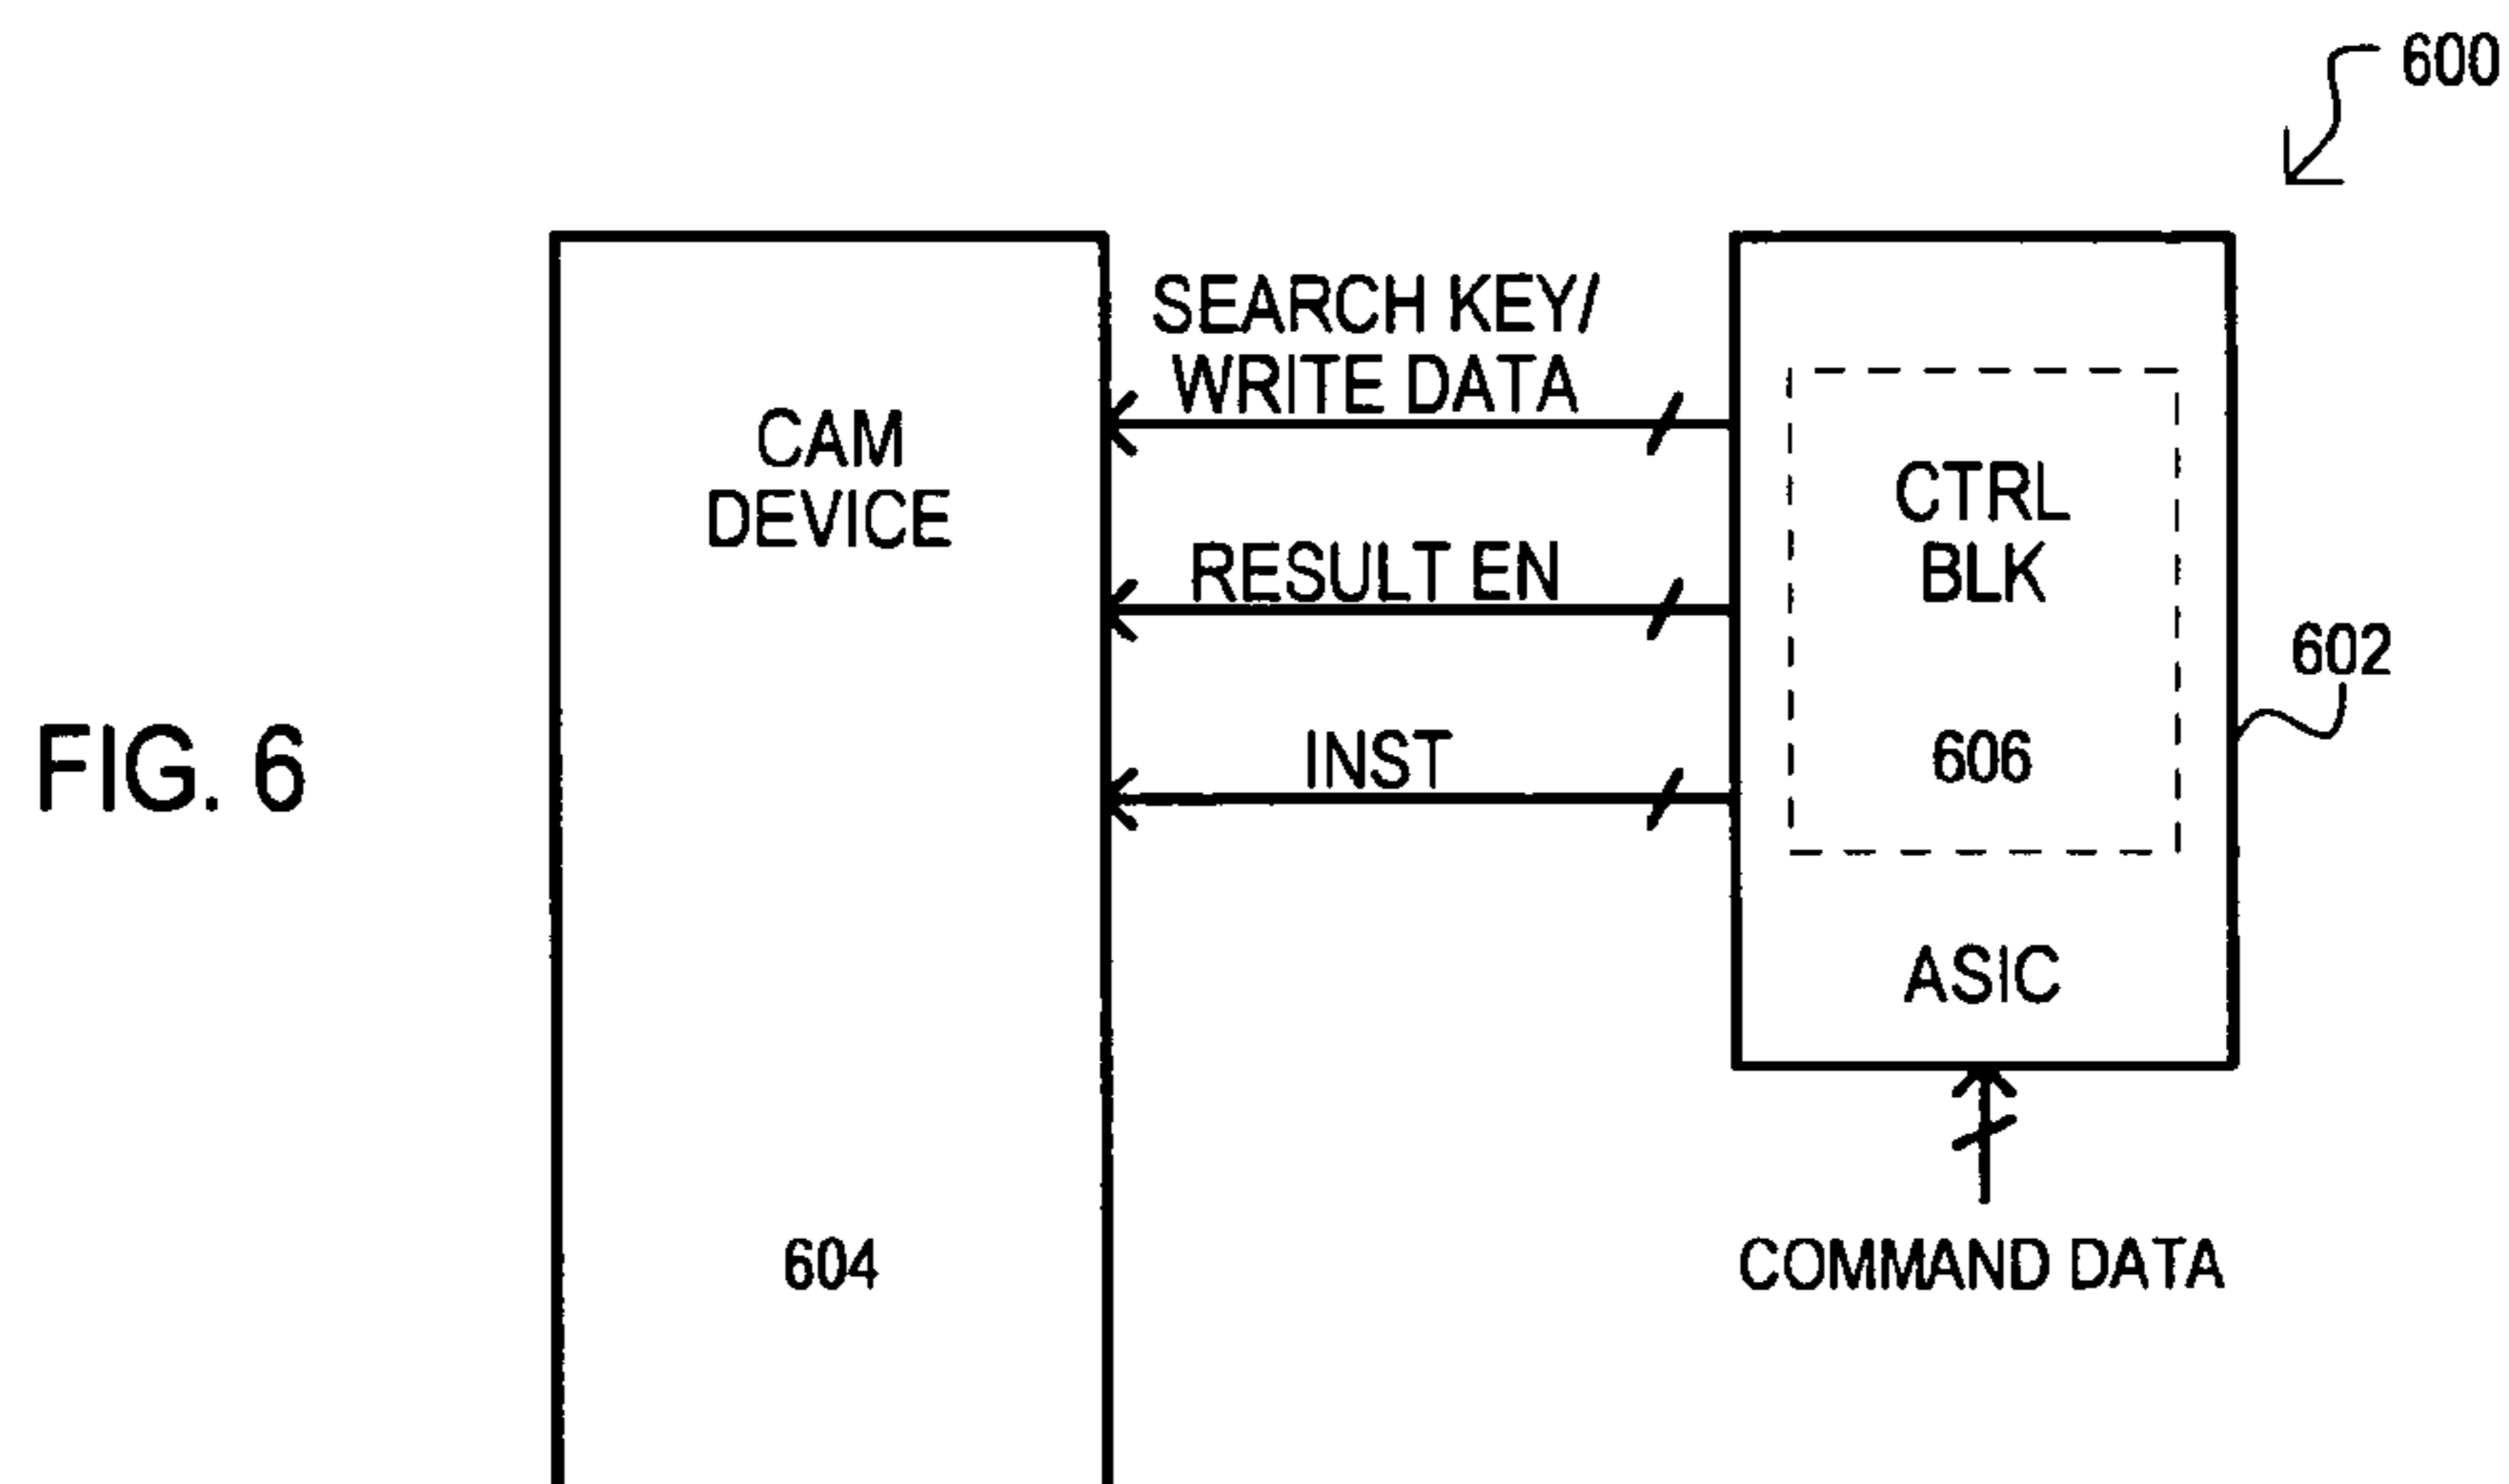 600
SEARCH KEY/
WRITE DATA
CAM
DEVICE
CTRL
BLK
RESULT EN
602
FIG. 6
INST
606
ASIC
604
COMMAND DATA